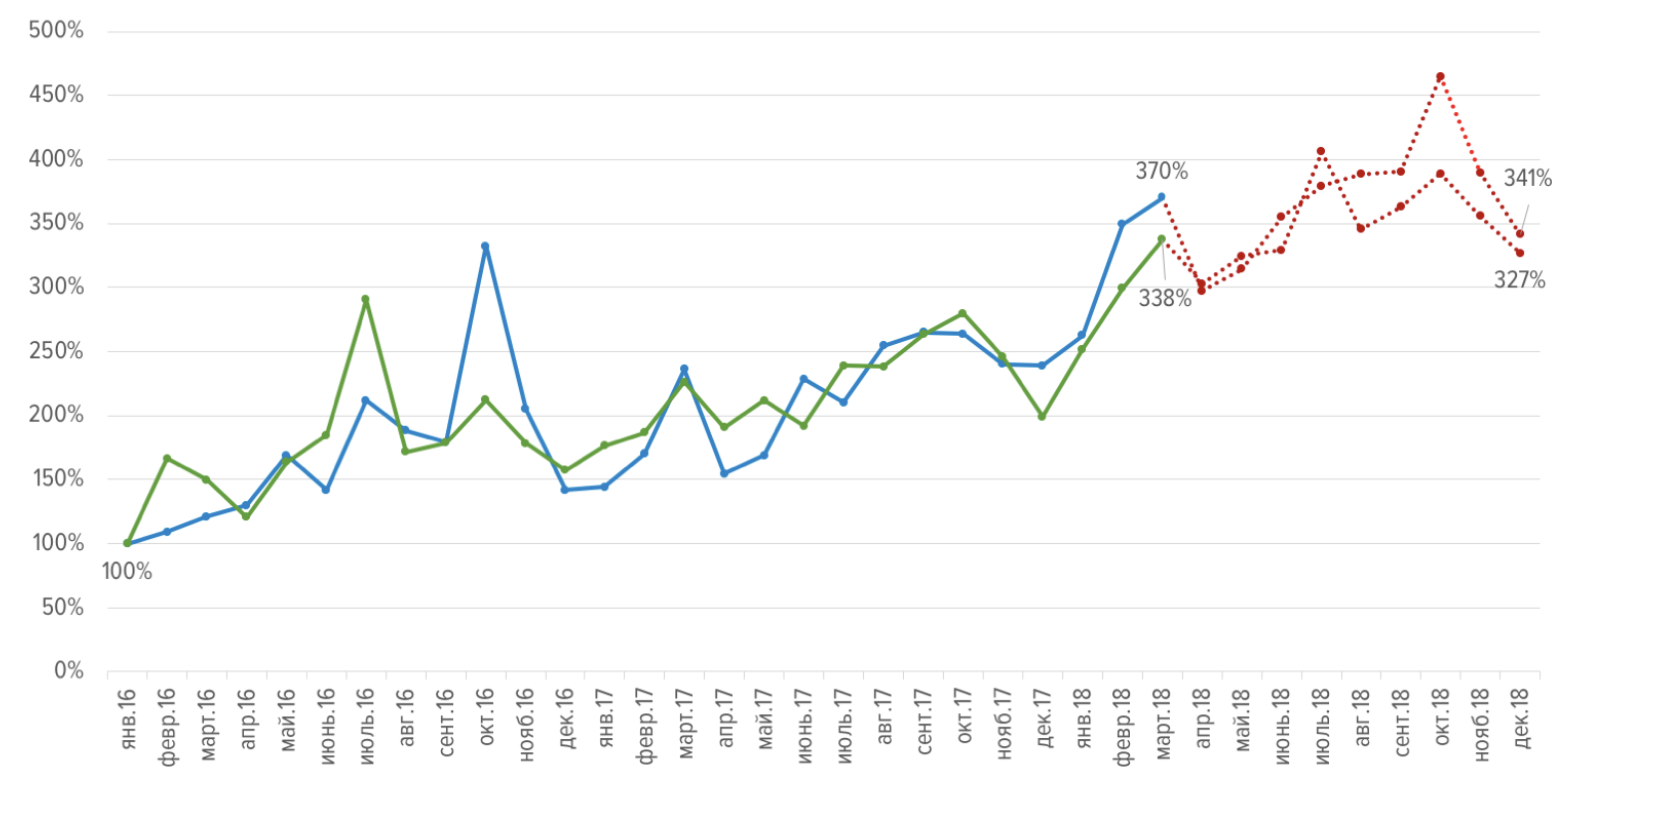 500%
450%
400%
350%
300%
250%
200%
150%
100%
50%
0%
100%
370%
338%
341%
327%
янв.16
февр.16
март.16
апр.16
май.16
июнь.16
июль.16
авг.16
сент.16
окт.16
нояб.16
дек.16
янв.17
февр.17
март.17
апр.17
май.17
июнь.17
июль.17
авг.17
сент.17
окт.17
нояб.17
дек.17
янв.18
февр.18
март.18
апр.18
май.18
июнь.18
июль.18
авг.18
сент.18
окт.18
нояб.18
дек.18